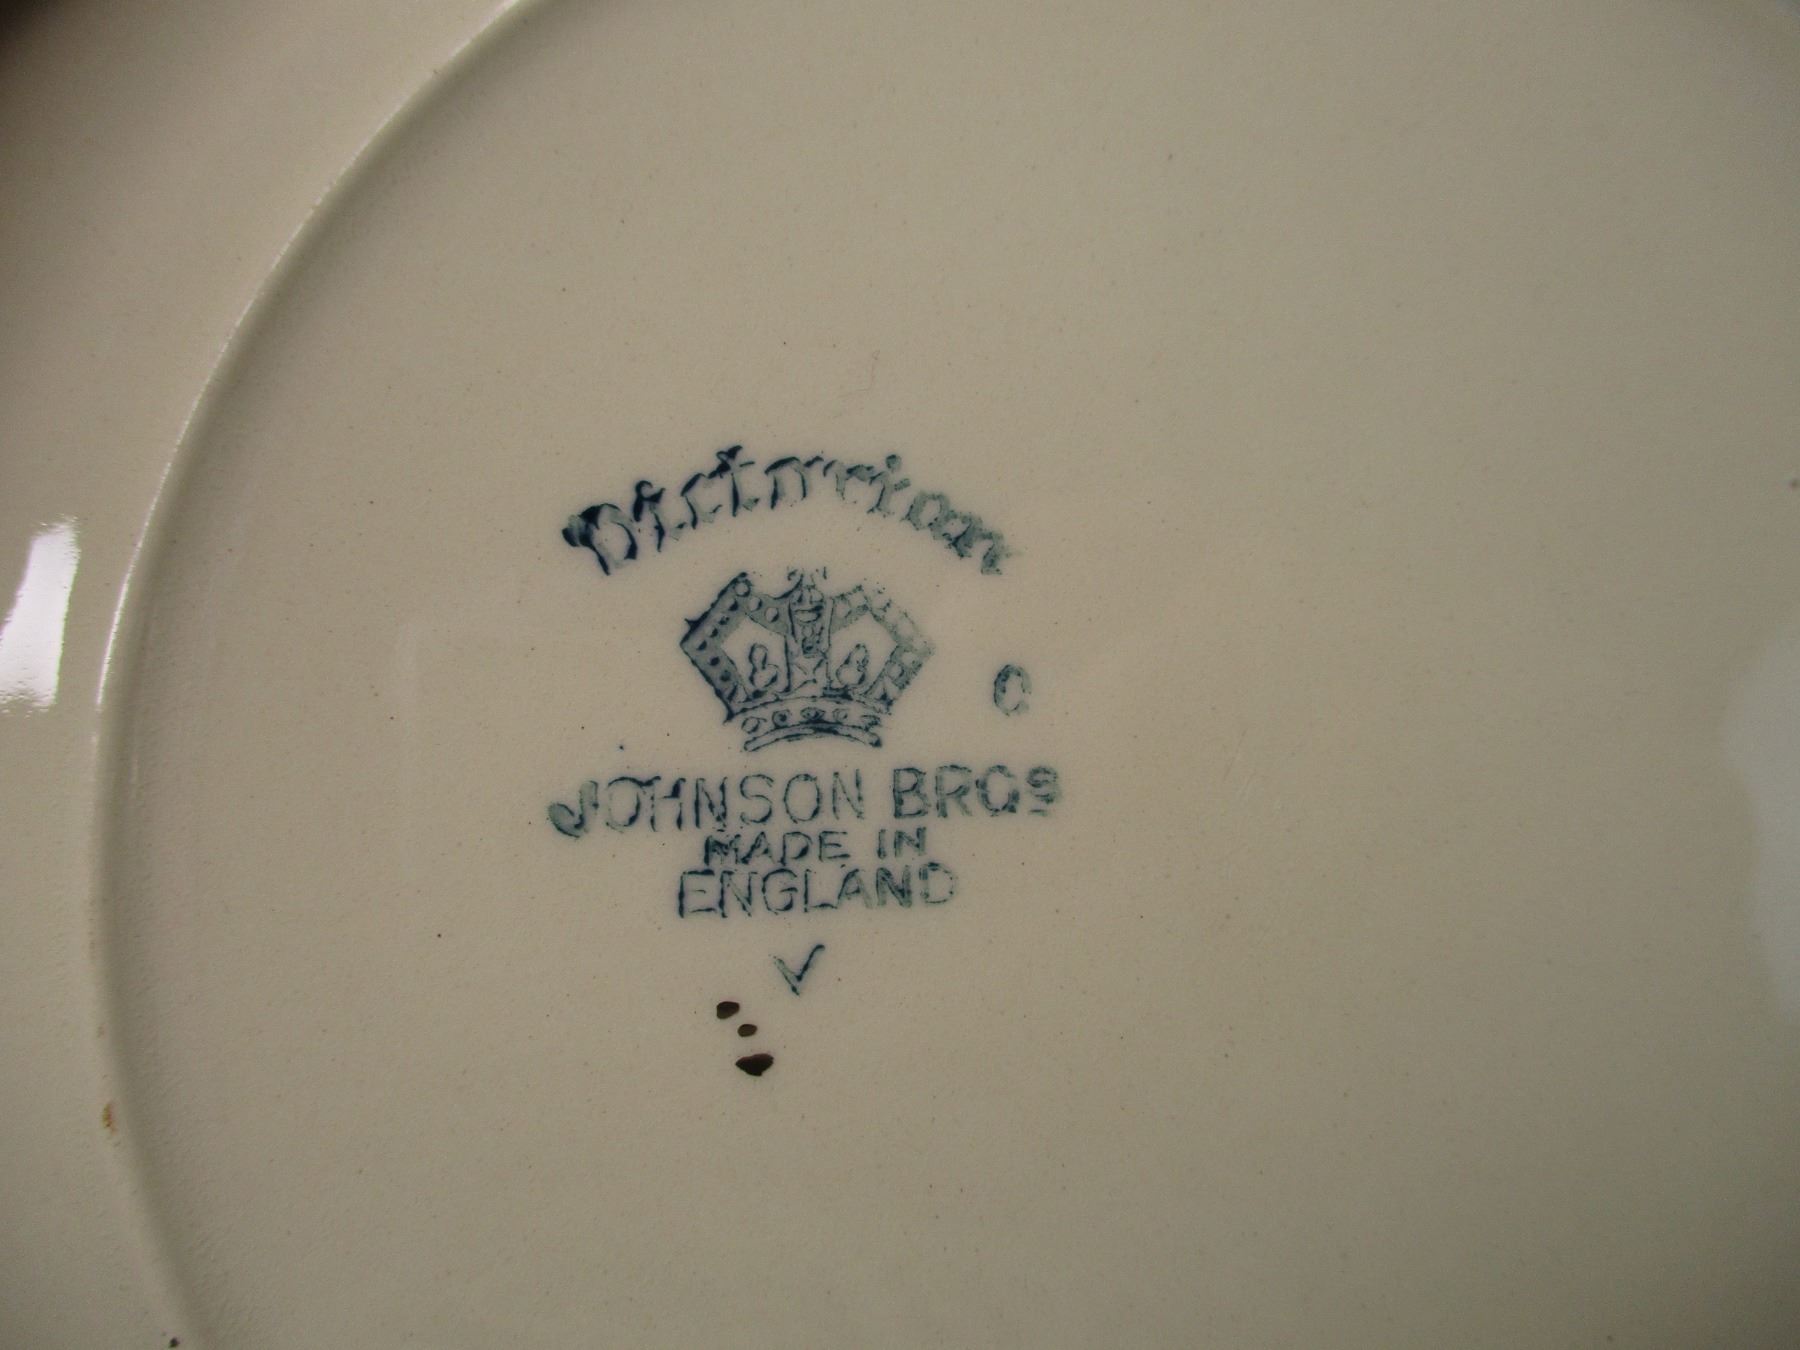 Victorian
C
JOHNSON BROS
MADE IN
ENGLAND